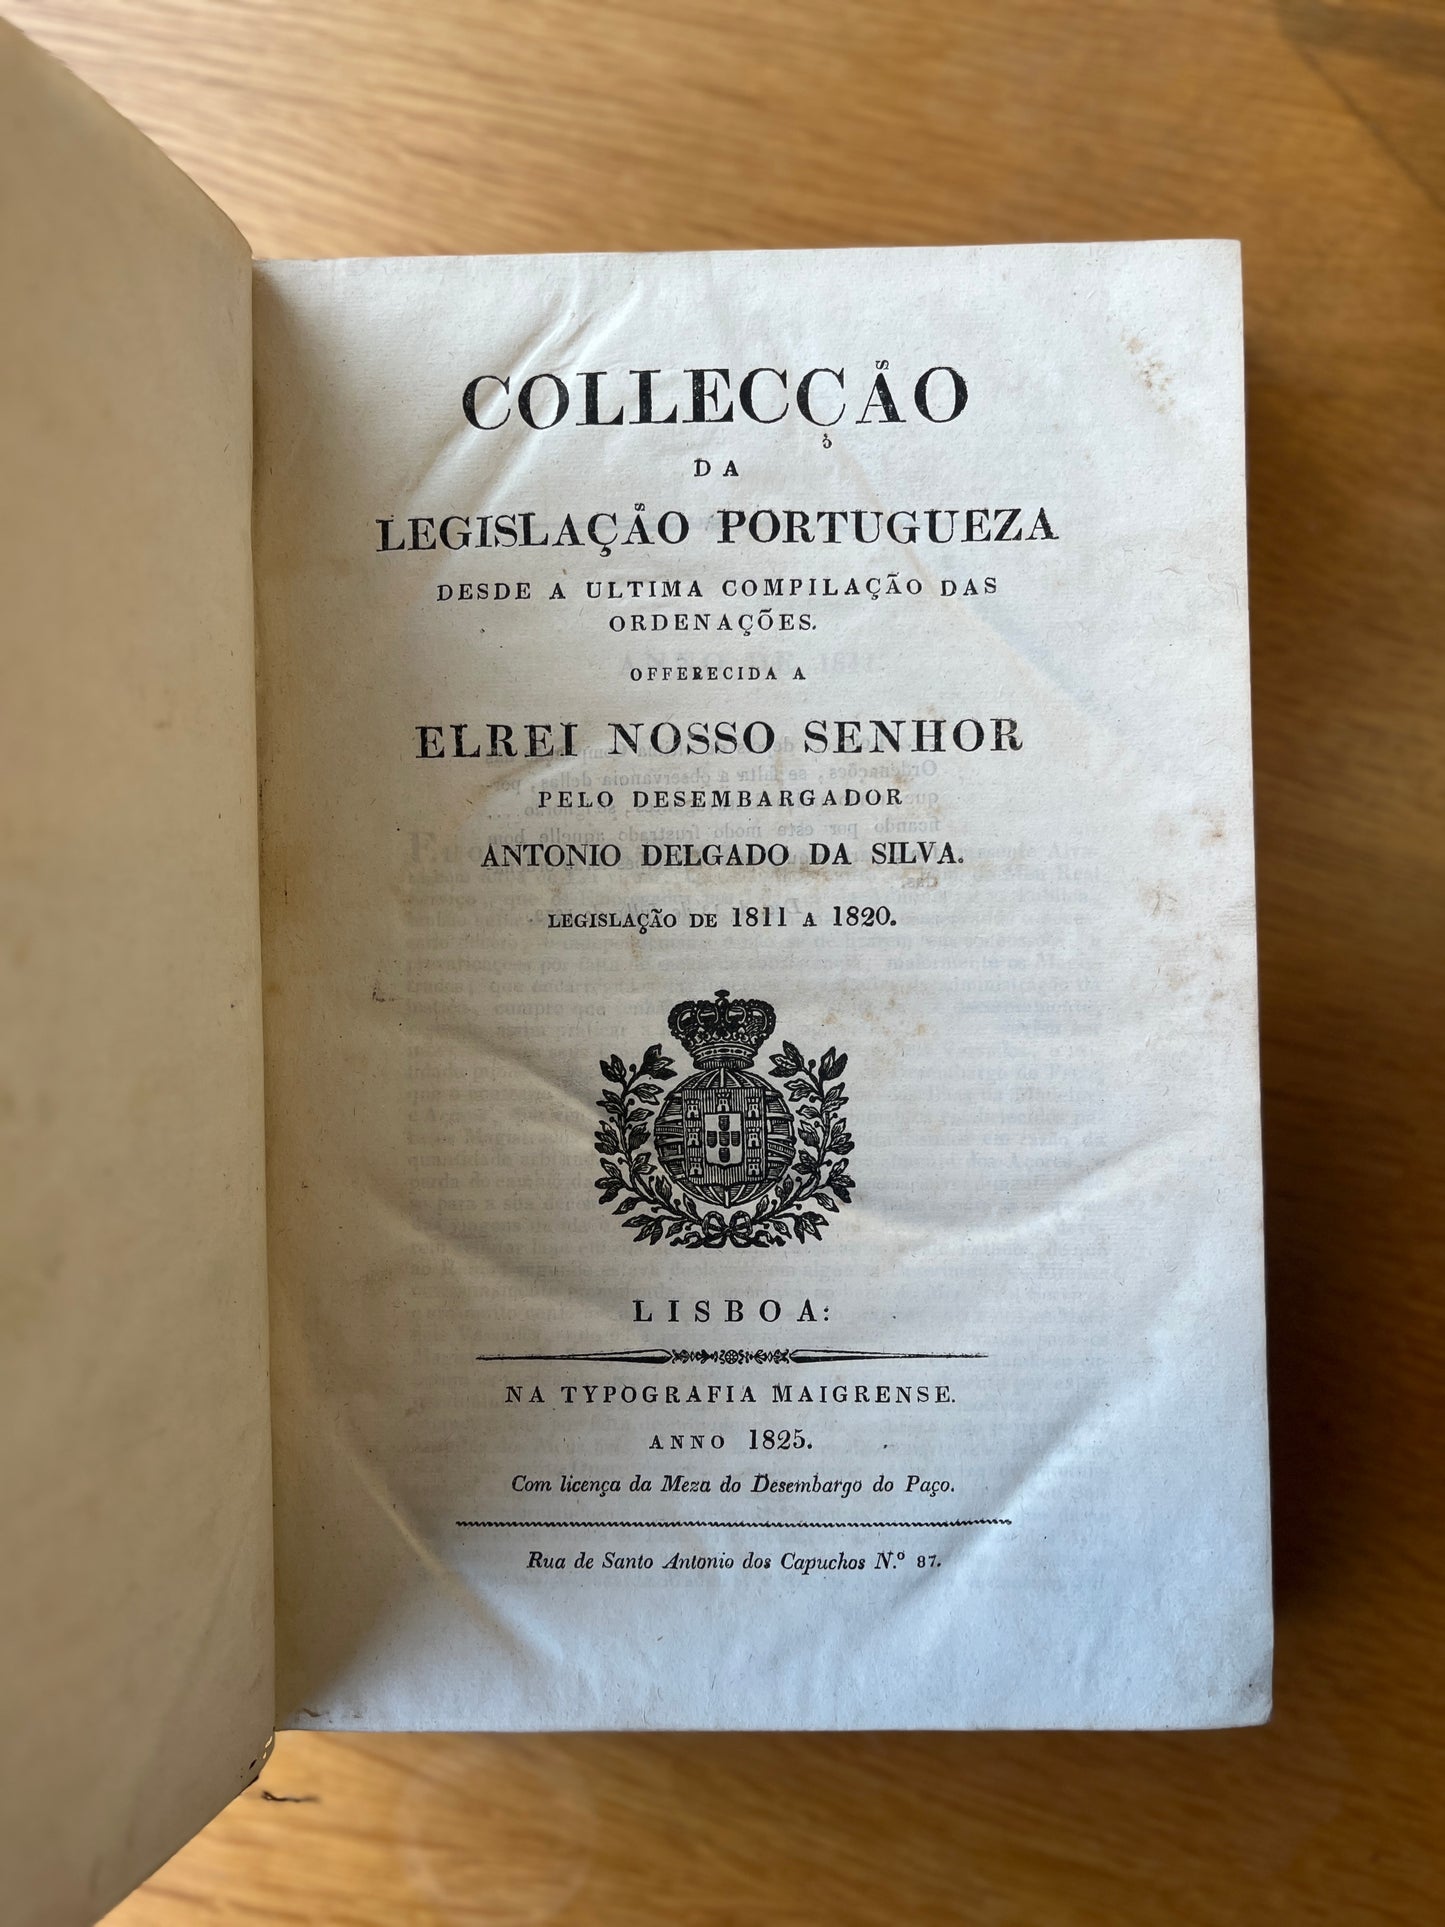 COLLECÇÃO
DA
LEGISLAÇÃO PORTUGUEZA
DESDE A ULTIMA COMPILAÇÃO DAS
ORDENAÇÕES.
OFFERECIDA A
ELREI NOSSO SENHOR
PELO DESEMBARGADOR
ANTONIO DELGADO DA SILVA.
LEGISLAÇÃO DE 1811 A 1820.
LISBOA:
NA TYPOGRAFIA MAIGRENSE.
ANNO 1825.
Com licença da Meza do Desembargo do Paço.
Rua de Santo Antonio dos Capuchos N.º 87.